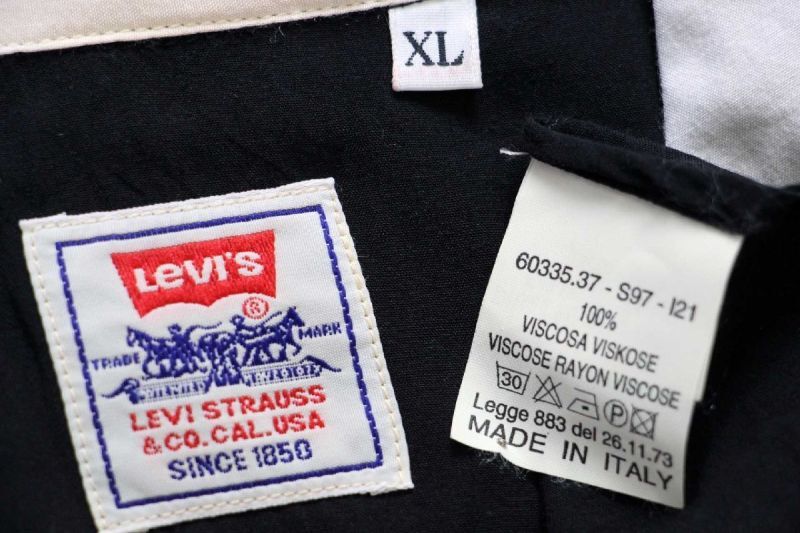 XL
LEVI'S
®
TRADE MARK
LEVI STRAUSS
& CO. CAL. USA
SINCE 1850
60335.37 - S97 - I21
100%
VISCOSA VISKOSE
VISCOSE RAYON VISCOSE
30 P
Legge 883 del 26.11.73
MADE IN ITALY